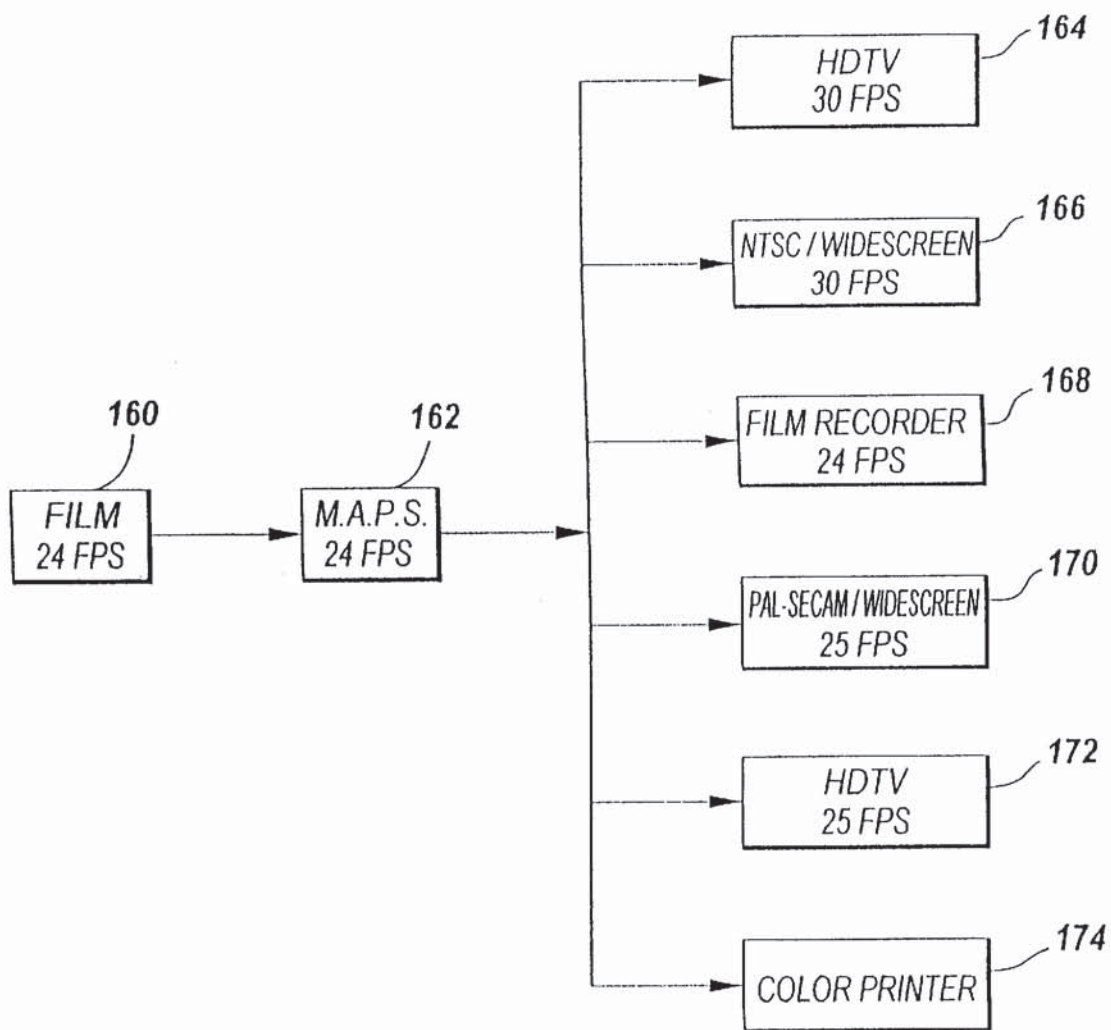 164
HDTV
30 FPS
166
NTSC / WIDESCREEN
30 FPS
168
FILM RECORDER
24 FPS
160
FILM
24 FPS
162
M.A.P.S.
24 FPS
170
PAL-SECAM / WIDESCREEN
25 FPS
172
HDTV
25 FPS
174
COLOR PRINTER